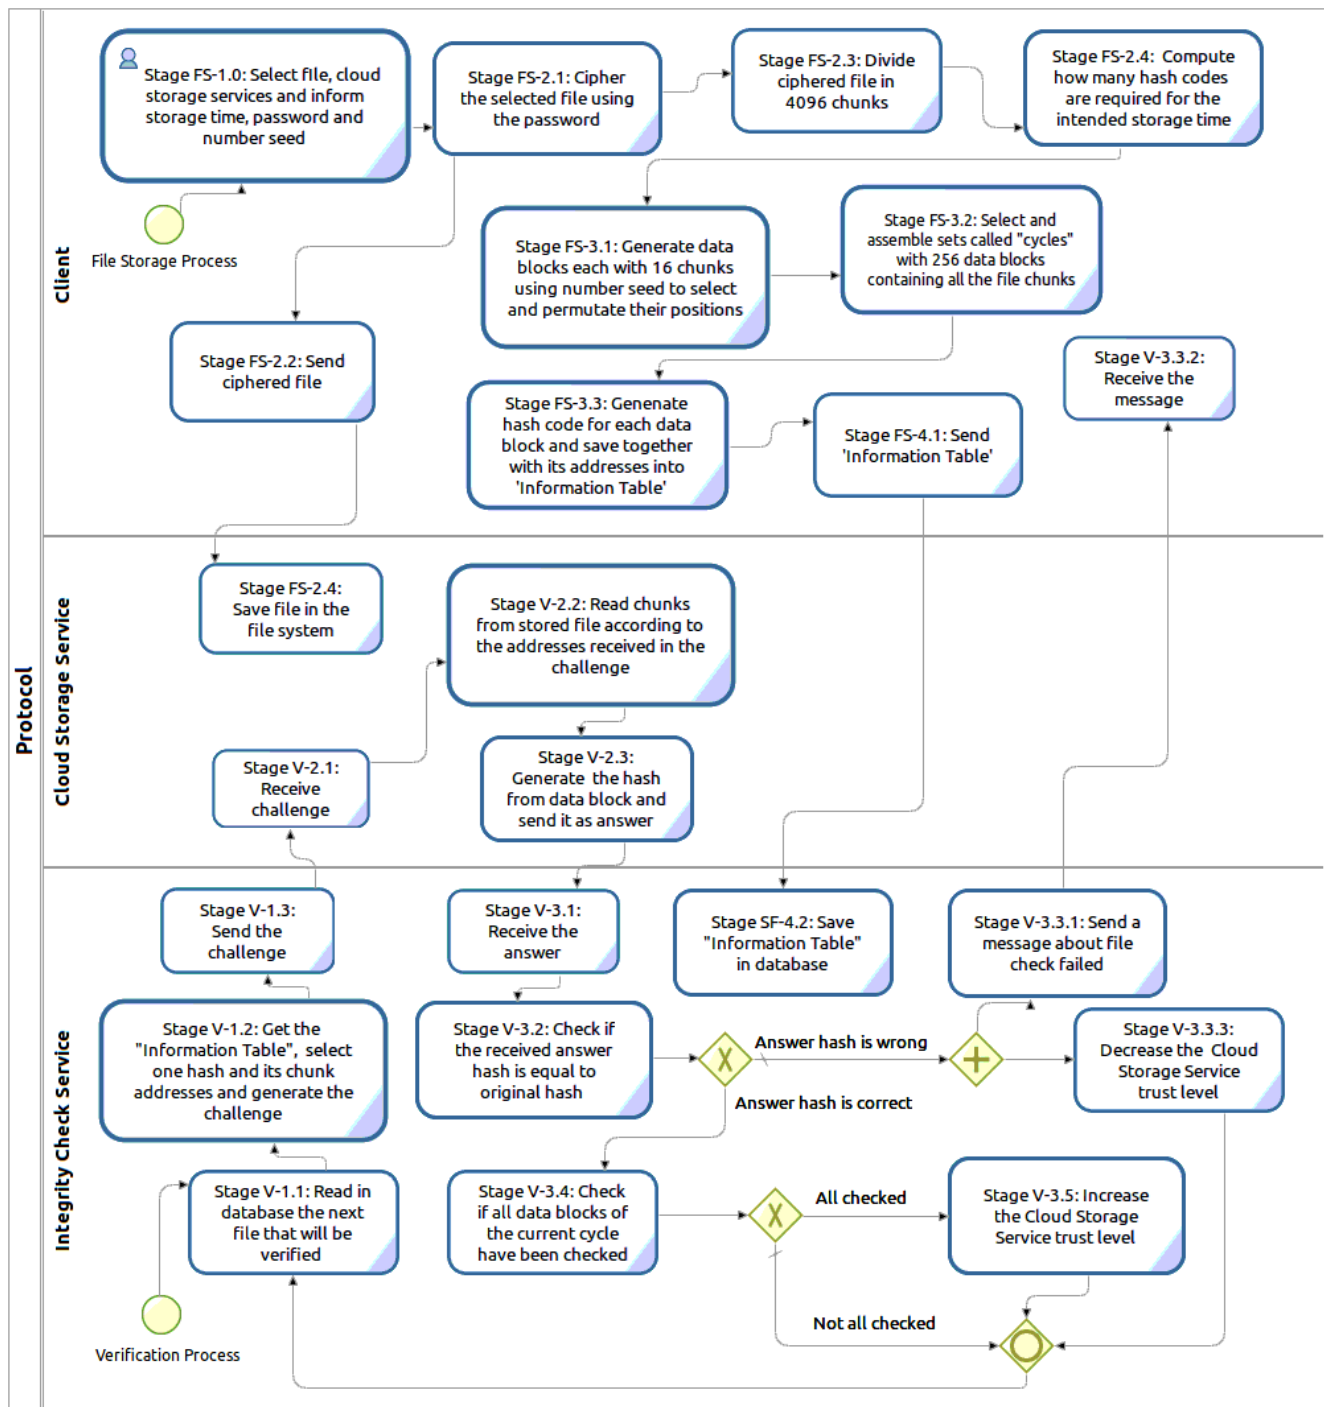 Protocol
Client
Stage FS-1.0: Select file, cloud
storage services and inform
storage time, password and
number seed
File Storage Process
Stage FS-2.1: Cipher
the selected file using
the password
Stage FS-2.3: Divide
ciphered file in
4096 chunks
Stage FS-2.4: Compute
how many hash codes
are required for the
intended storage time
Stage FS-3.1: Generate data
blocks each with 16 chunks
using number seed to select
and permutate their positions
Stage FS-3.2: Select and
assemble sets called "cycles"
with 256 data blocks
containing all the file chunks
Stage FS-2.2: Send
ciphered file
Stage FS-3.3: Genenate
hash code for each data
block and save together
with its addresses into
'Information Table'
Stage FS-4.1: Send
'Information Table'
Stage V-3.3.2:
Receive the
message
Cloud Storage Service
Stage FS-2.4:
Save file in the
file system
Stage V-2.2: Read chunks
from stored file according to
the addresses received in the
challenge
Stage V-2.1:
Receive
challenge
Stage V-2.3:
Generate the hash
from data block and
send it as answer
Integrity Check Service
Stage V-1.3:
Send the
challenge
Stage V-3.1:
Receive the
answer
Stage SF-4.2: Save
"Information Table"
in database
Stage V-3.3.1: Send a
message about file
check failed
Stage V-1.2: Get the
"Information Table", select
one hash and its chunk
addresses and generate the
challenge
Stage V-3.2: Check if
the received answer
hash is equal to
original hash
Answer hash is wrong
Answer hash is correct
Stage V-3.3.3:
Decrease the Cloud
Storage Service
trust level
Stage V-1.1: Read in
database the next
file that will be
verified
Stage V-3.4: Check
if all data blocks of
the current cycle
have been checked
All checked
Stage V-3.5: Increase
the Cloud Storage
Service trust level
Not all checked
Verification Process